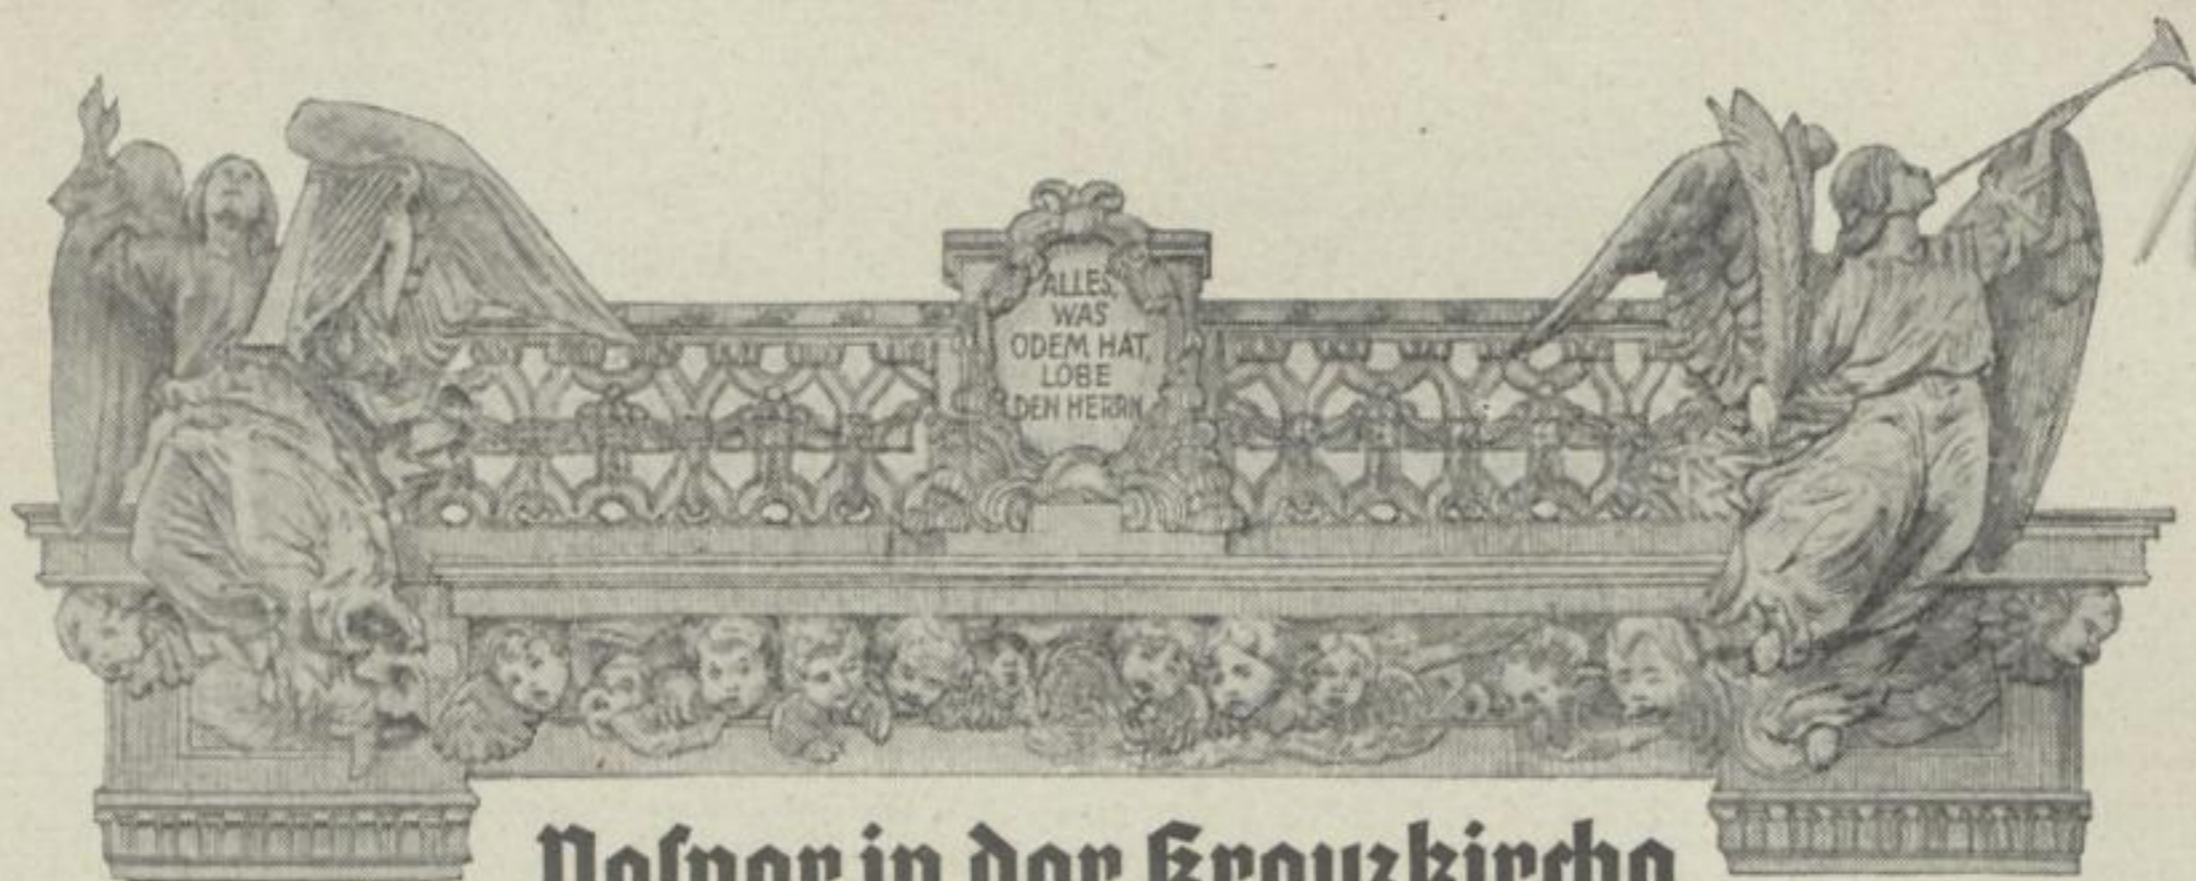 ALLES,
WAS
ODEM HAT,
LOBE
DEN HERRN
Vesper in der Kreuzkirche